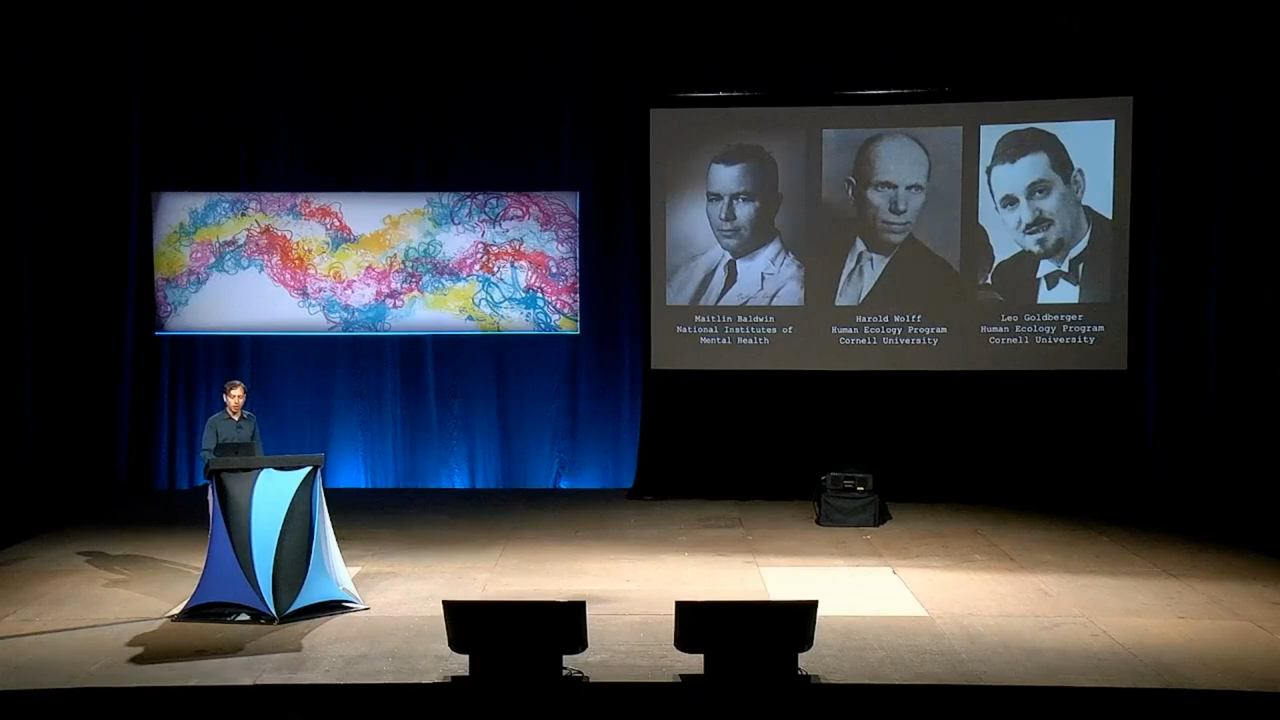 Maitlin Baldwin
National Institutes of
Mental Health
Harold Wolff
Human Ecology Program
Cornell University
Leo Goldberger
Human Ecology Program
Cornell University